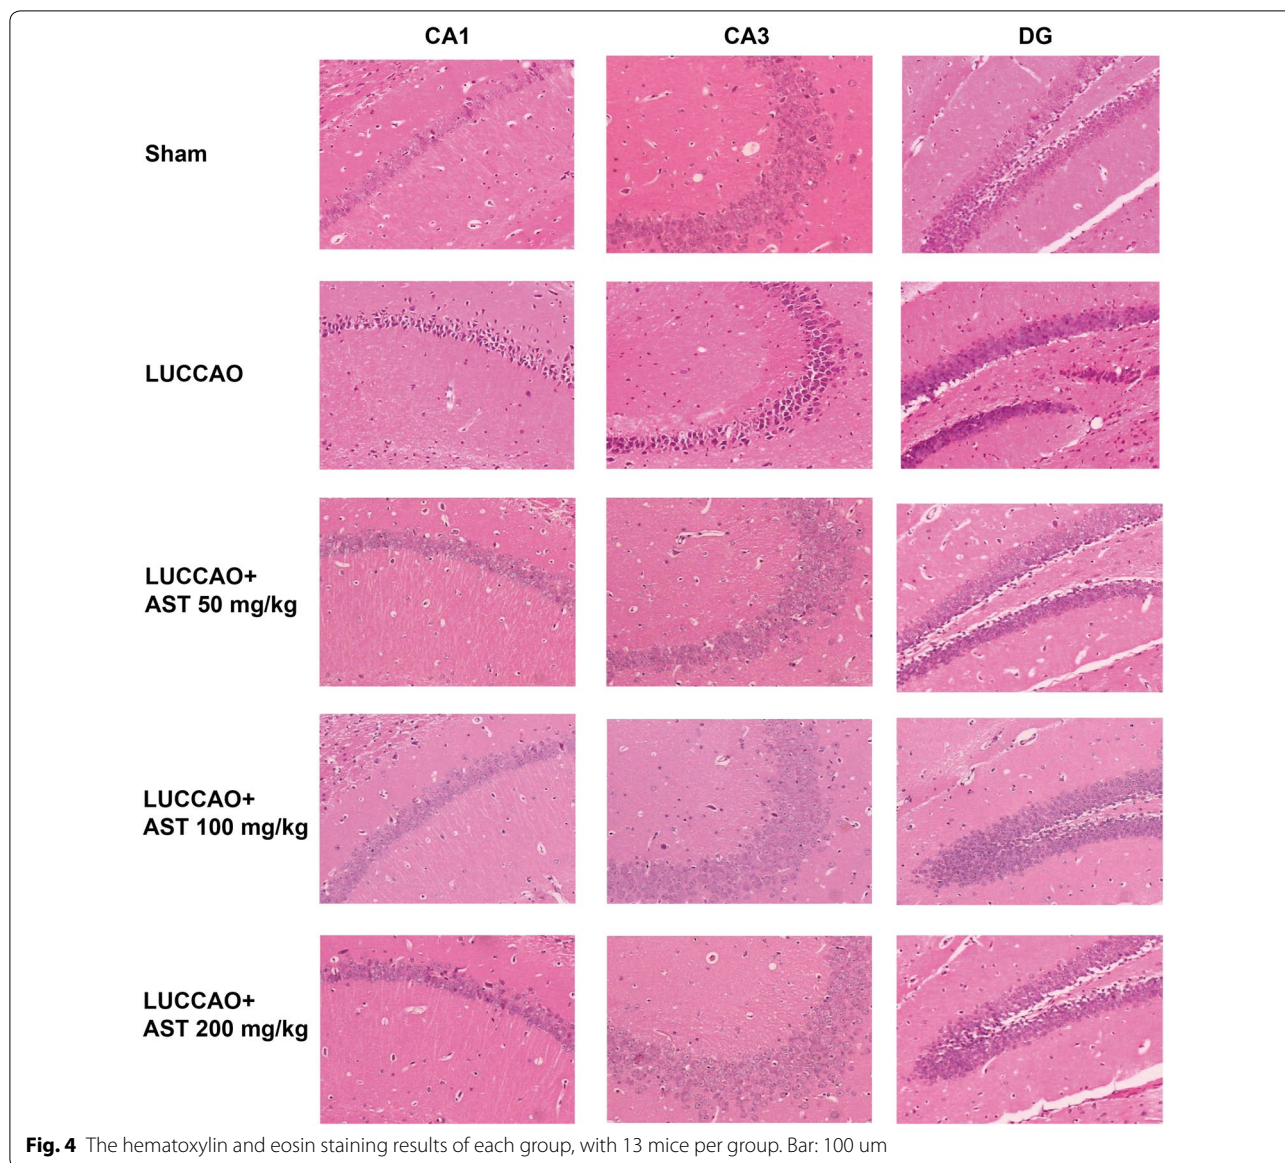 CA1 CA3 DG
Sham
LUCCAO
LUCCAO+
AST 50 mg/kg
LUCCAO+
AST 100 mg/kg
LUCCAO+
AST 200 mg/kg
Fig. 4 The hematoxylin and eosin staining results of each group, with 13 mice per group. Bar: 100 um